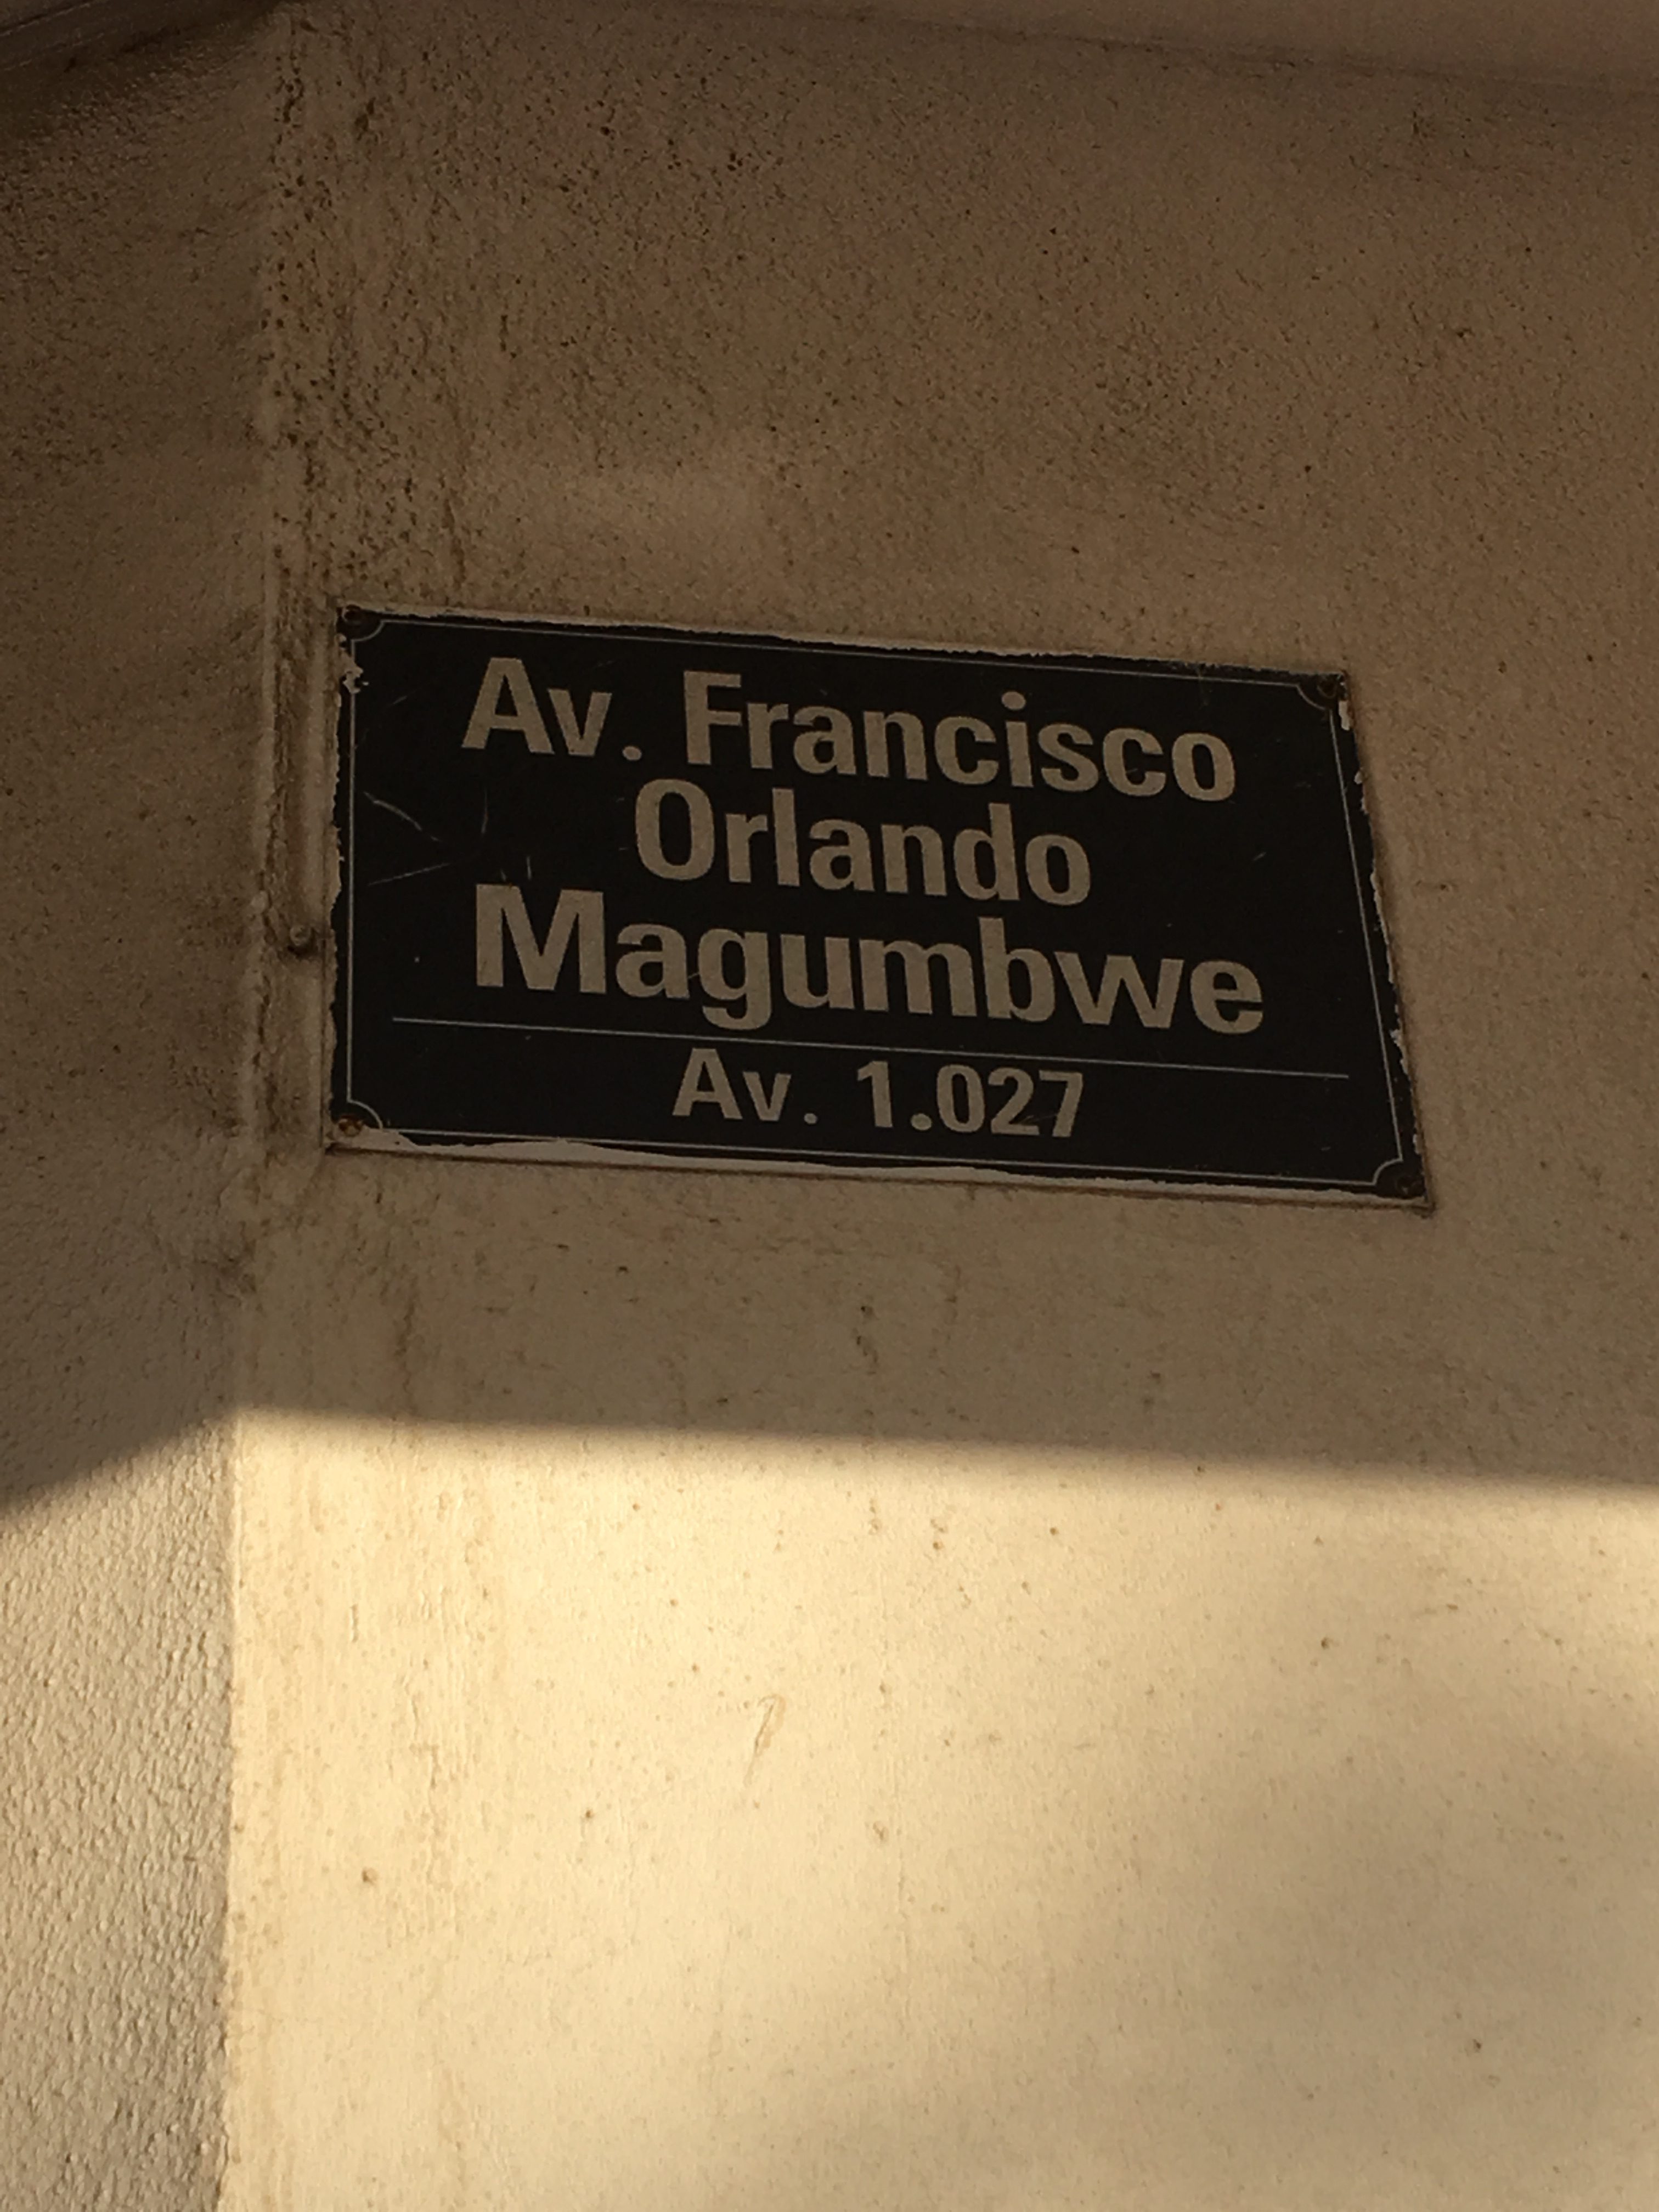 Av. Francisco
Orlando
Magumbwe
Av. 1.027